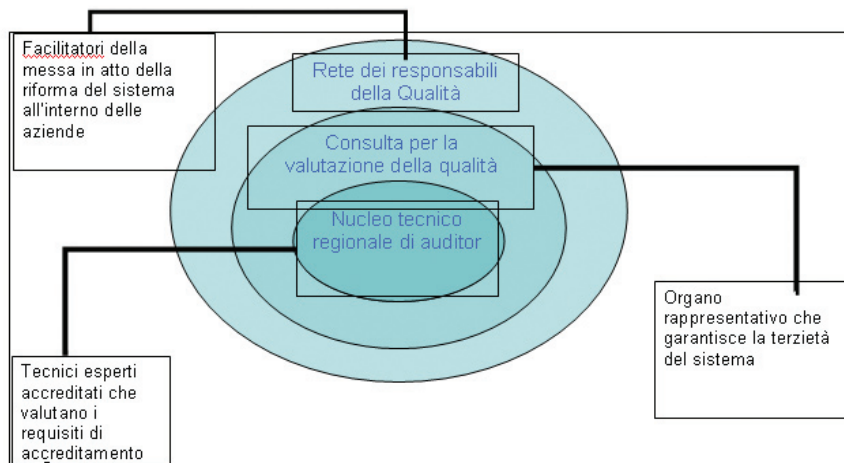 Facilitatori della
messa in atto della
riforma del sistema
all'interno delle
aziende
Rete dei responsabili
della Qualità
Consulta per la
valutazione della qualità
Nucleo tecnico
regionale di auditor
Organo
rappresentativo che
garantisce la terzietà
del sistema
Tecnici esperti
accreditati che
valutano i
requisiti di
accreditamento